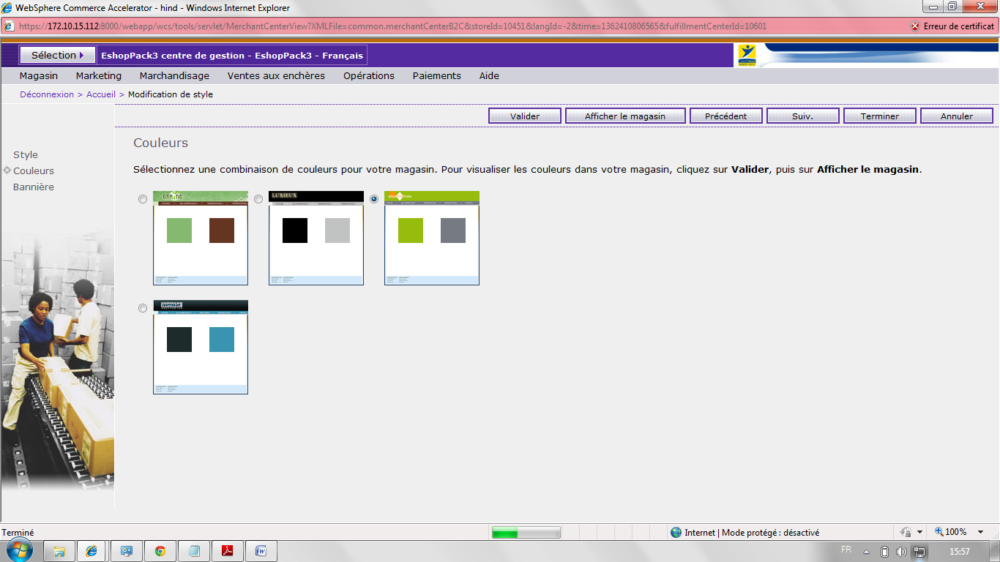 WebSphere Commerce Accelerator - hind - Windows Internet Explorer
https://172.10.15.112:8000/webapp/wcs/tools/servlet/MerchantCenterView?XMLFile=common.merchantCenterB2C&storeId=10451&langId=-2&time=1362410806565&fulfillmentCenterId=10601
Erreur de certificat
Sélection
EshopPack3 centre de gestion - EshopPack3 - Français
Magasin Marketing Marchandisage Ventes aux enchères Opérations Paiements Aide
Déconnexion > Accueil > Modification de style
Valider Afficher le magasin Précédent Suiv. Terminer Annuler
Couleurs
Style
Couleurs
Bannière
Sélectionnez une combinaison de couleurs pour votre magasin. Pour visualiser les couleurs dans votre magasin, cliquez sur Valider, puis sur Afficher le magasin.
LUXIEUX
Terminé
Internet | Mode protégé : désactivé
100%
FR
15:57